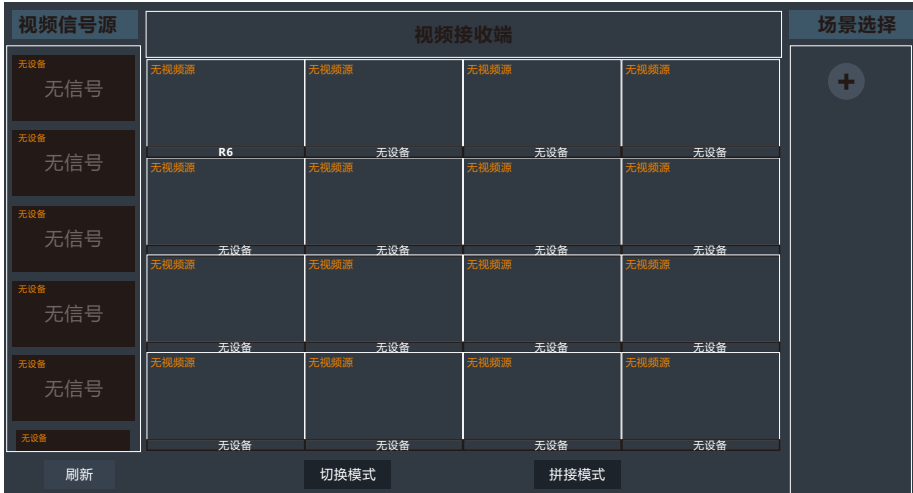 视频信号源
视频接收端
场景选择
无设备
无信号
无设备
无信号
无设备
无信号
无设备
无信号
无设备
无信号
无设备
无视频源 无视频源 无视频源 无视频源
R6 无设备 无设备 无设备
无视频源 无视频源 无视频源 无视频源
无设备 无设备 无设备 无设备
无视频源 无视频源 无视频源 无视频源
无设备 无设备 无设备 无设备
无视频源 无视频源 无视频源 无视频源
无设备 无设备 无设备 无设备
+
刷新 切换模式 拼接模式